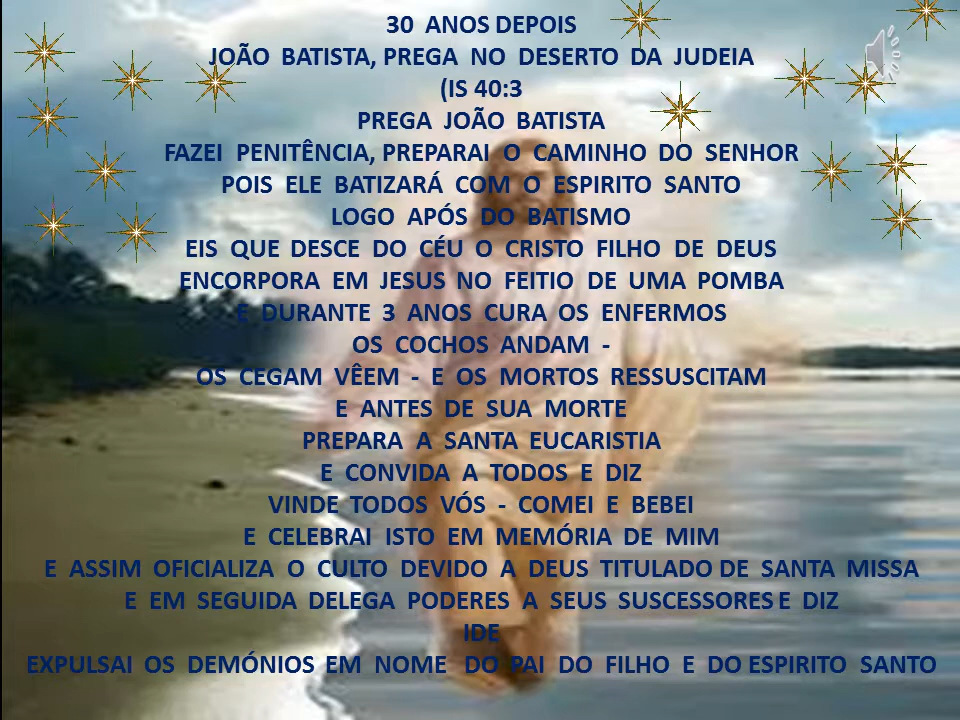 30 ANOS DEPOIS
JOÃO BATISTA, PREGA NO DESERTO DA JUDEIA
(IS 40:3
PREGA JOÃO BATISTA
FAZEI PENITÊNCIA, PREPARAI O CAMINHO DO SENHOR
POIS ELE BATIZARÁ COM O ESPIRITO SANTO
LOGO APÓS DO BATISMO
EIS QUE DESCE DO CÉU O CRISTO FILHO DE DEUS
ENCORPORA EM JESUS NO FEITIO DE UMA POMBA
E DURANTE 3 ANOS CURA OS ENFERMOS
OS COCHOS ANDAM -
OS CEGAM VÊEM - E OS MORTOS RESSUSCITAM
E ANTES DE SUA MORTE
PREPARA A SANTA EUCARISTIA
E CONVIDA A TODOS E DIZ
VINDE TODOS VÓS - COMEI E BEBEI
E CELEBRAI ISTO EM MEMÓRIA DE MIM
E ASSIM OFICIALIZA O CULTO DEVIDO A DEUS TITULADO DE SANTA MISSA
E EM SEGUIDA DELEGA PODERES A SEUS SUSCESSORES E DIZ
IDE
EXPULSAI OS DEMÓNIOS EM NOME DO PAI DO FILHO E DO ESPIRITO SANTO